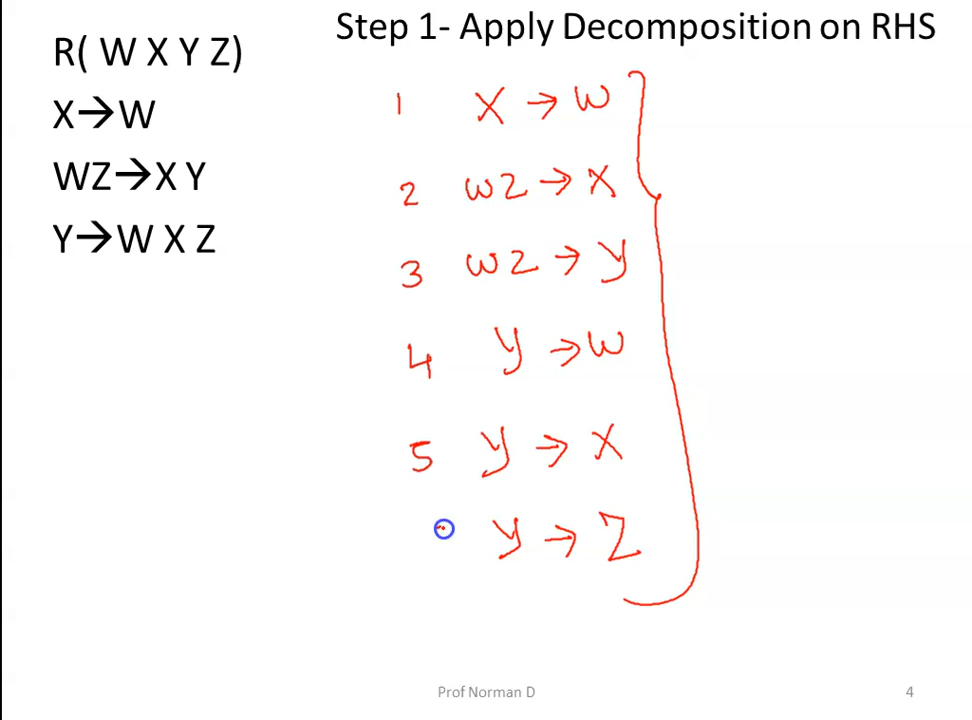 Step 1- Apply Decomposition on RHS
R( W X Y Z)
X→W
WZ→X Y
Y→W X Z
1 X → W
2 WZ → X
3 WZ → Y
4 Y → W
5 Y → X
Y → Z
Prof Norman D
4